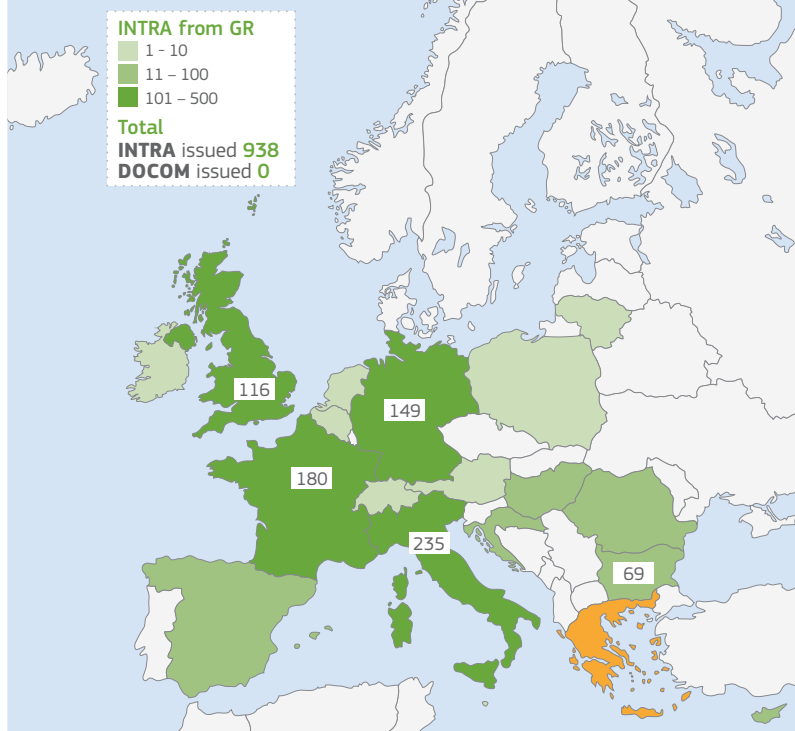 INTRA from GR
1 - 10
11 – 100
101 – 500
Total
INTRA issued 938
DOCOM issued 0
116
149
180
235
69